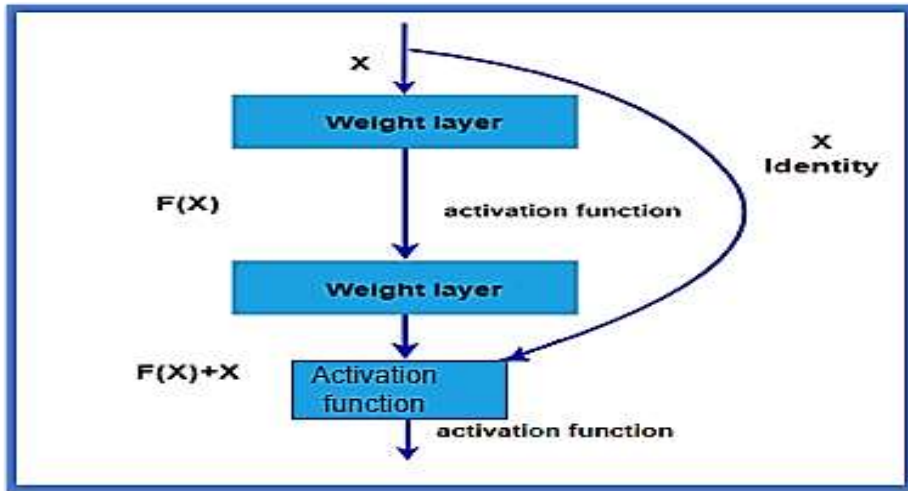 X
Weight layer
X
Identity
F(X)
activation function
Weight layer
F(X)+X
Activation
function
activation function